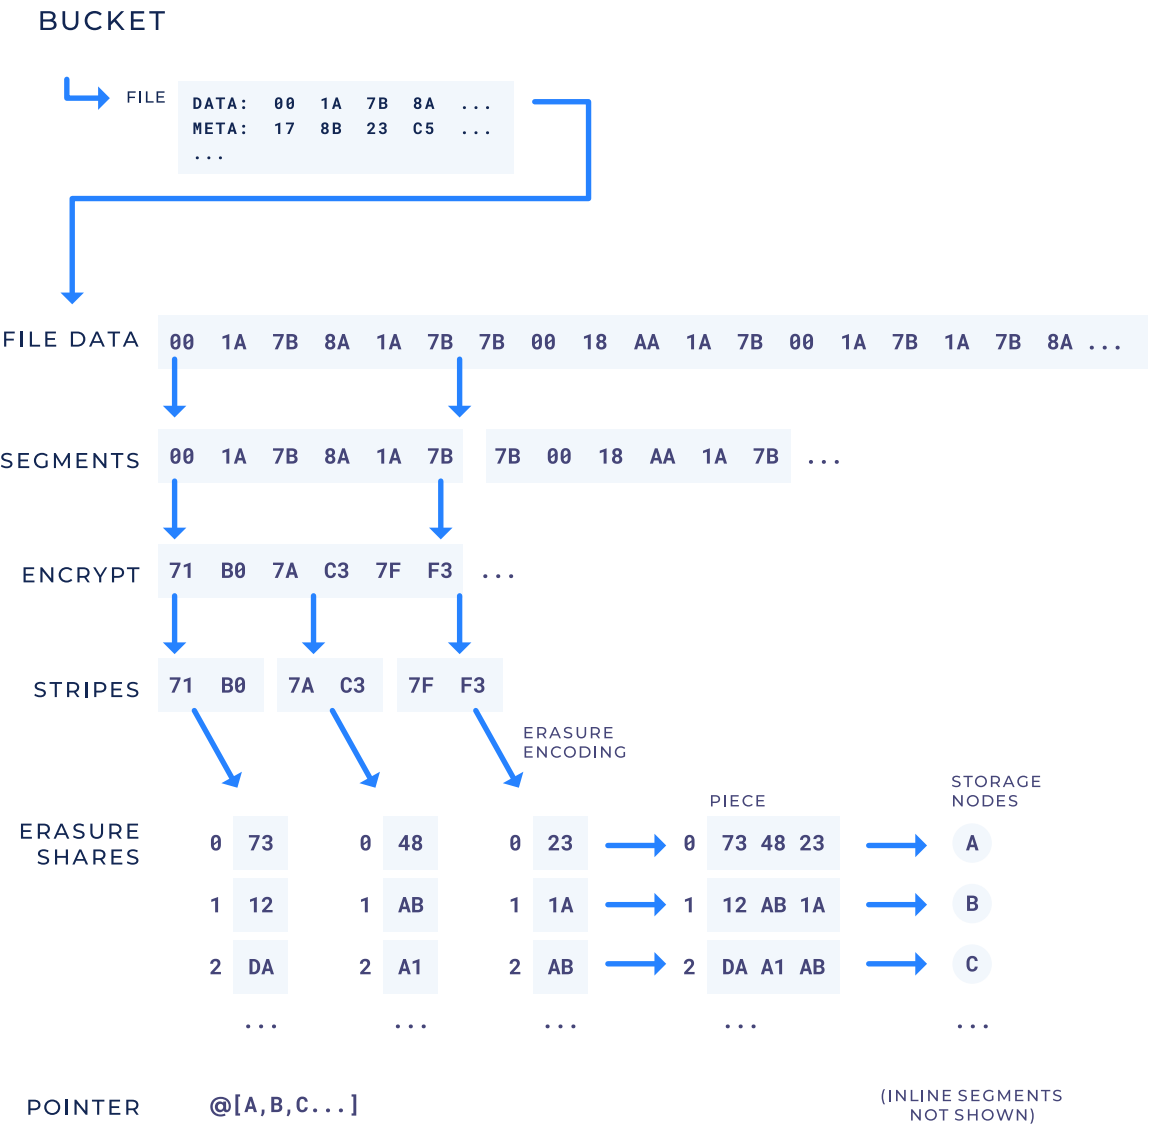 BUCKET
FILE
DATA: 00 1A 7B 8A ...
META: 17 8B 23 C5 ...
...
FILE DATA 00 1A 7B 8A 1A 7B 7B 00 18 AA 1A 7B 00 1A 7B 1A 7B 8A ...
SEGMENTS 00 1A 7B 8A 1A 7B 7B 00 18 AA 1A 7B ...
ENCRYPT 71 B0 7A C3 7F F3 ...
STRIPES 71 B0 7A C3 7F F3
ERASURE
ENCODING
PIECE
STORAGE
NODES
ERASURE
SHARES
0 73 0 48 0 23 0 73 48 23 A
1 12 1 AB 1 1A 1 12 AB 1A B
2 DA 2 A1 2 AB 2 DA A1 AB C
... ... ... ... ...
POINTER @[A,B,C...]
(INLINE SEGMENTS
NOT SHOWN)